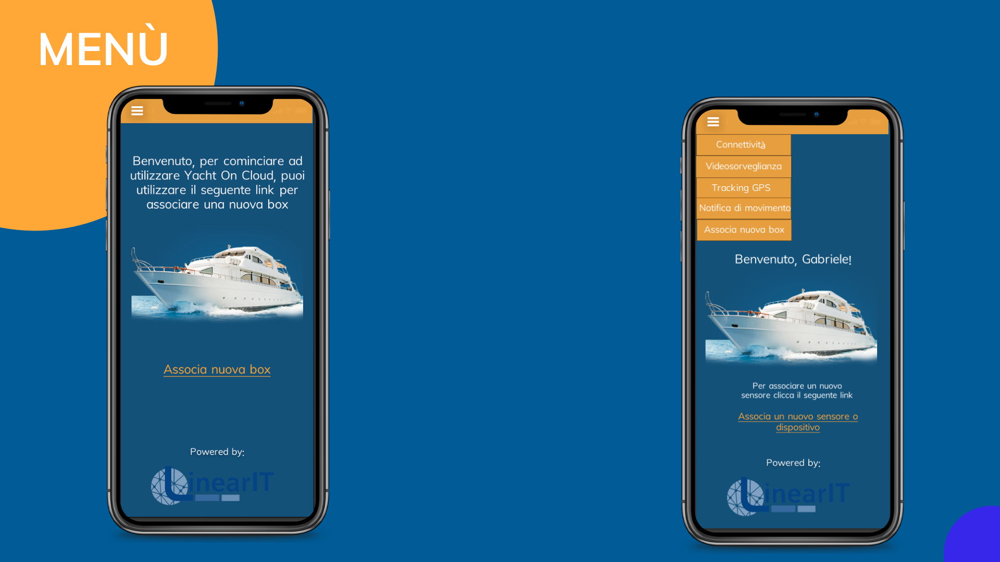 MENÙ
Benvenuto, per cominciare ad
utilizzare Yacht On Cloud, puoi
utilizzare il seguente link per
associare una nuova box
Associa nuova box
Powered by:
LinearIT
Connettività
Videosorveglianza
Tracking GPS
Notifica di movimento
Associa nuova box
Benvenuto, Gabriele!
Per associare un nuovo
sensore clicca il seguente link
Associa un nuovo sensore o
dispositivo
Powered by:
LinearIT